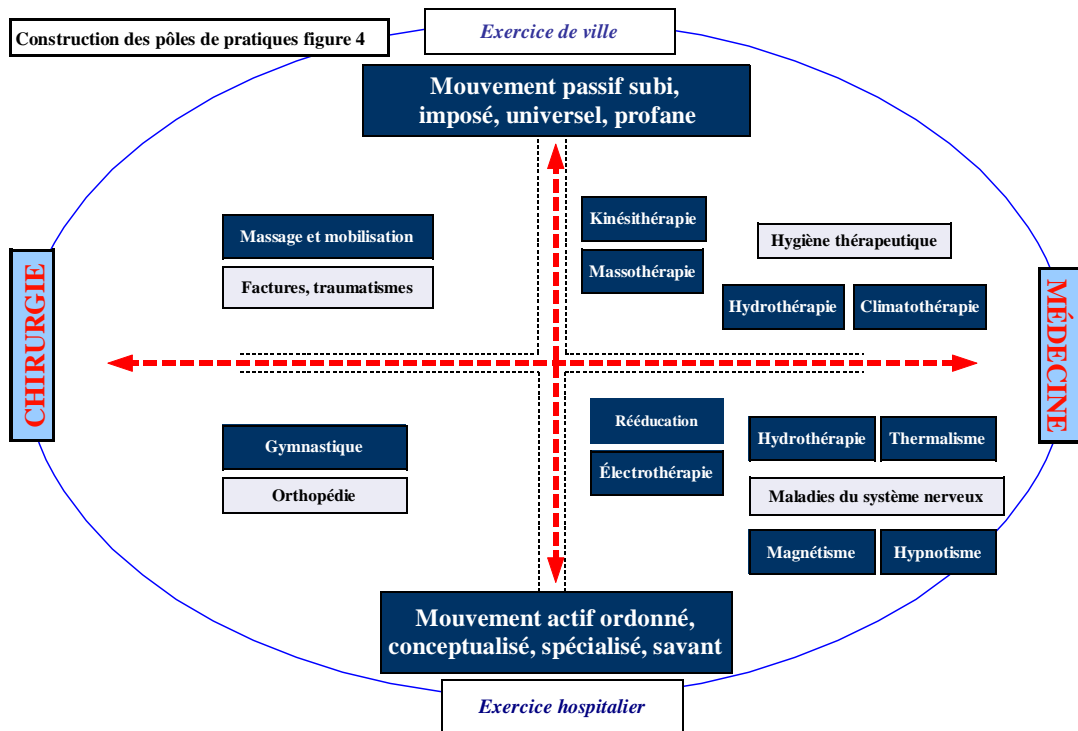 Construction des pôles de pratiques figure 4
Exercice de ville
Mouvement passif subi,
imposé, universel, profane
Kinésithérapie
Massage et mobilisation
Hygiène thérapeutique
Massothérapie
Factures, traumatismes
Hydrothérapie
Climatothérapie
CHIRURGIE
MÉDECINE
Rééducation
Gymnastique
Hydrothérapie
Thermalisme
Électrothérapie
Orthopédie
Maladies du système nerveux
Magnétisme
Hypnotisme
Mouvement actif ordonné,
conceptualisé, spécialisé, savant
Exercice hospitalier